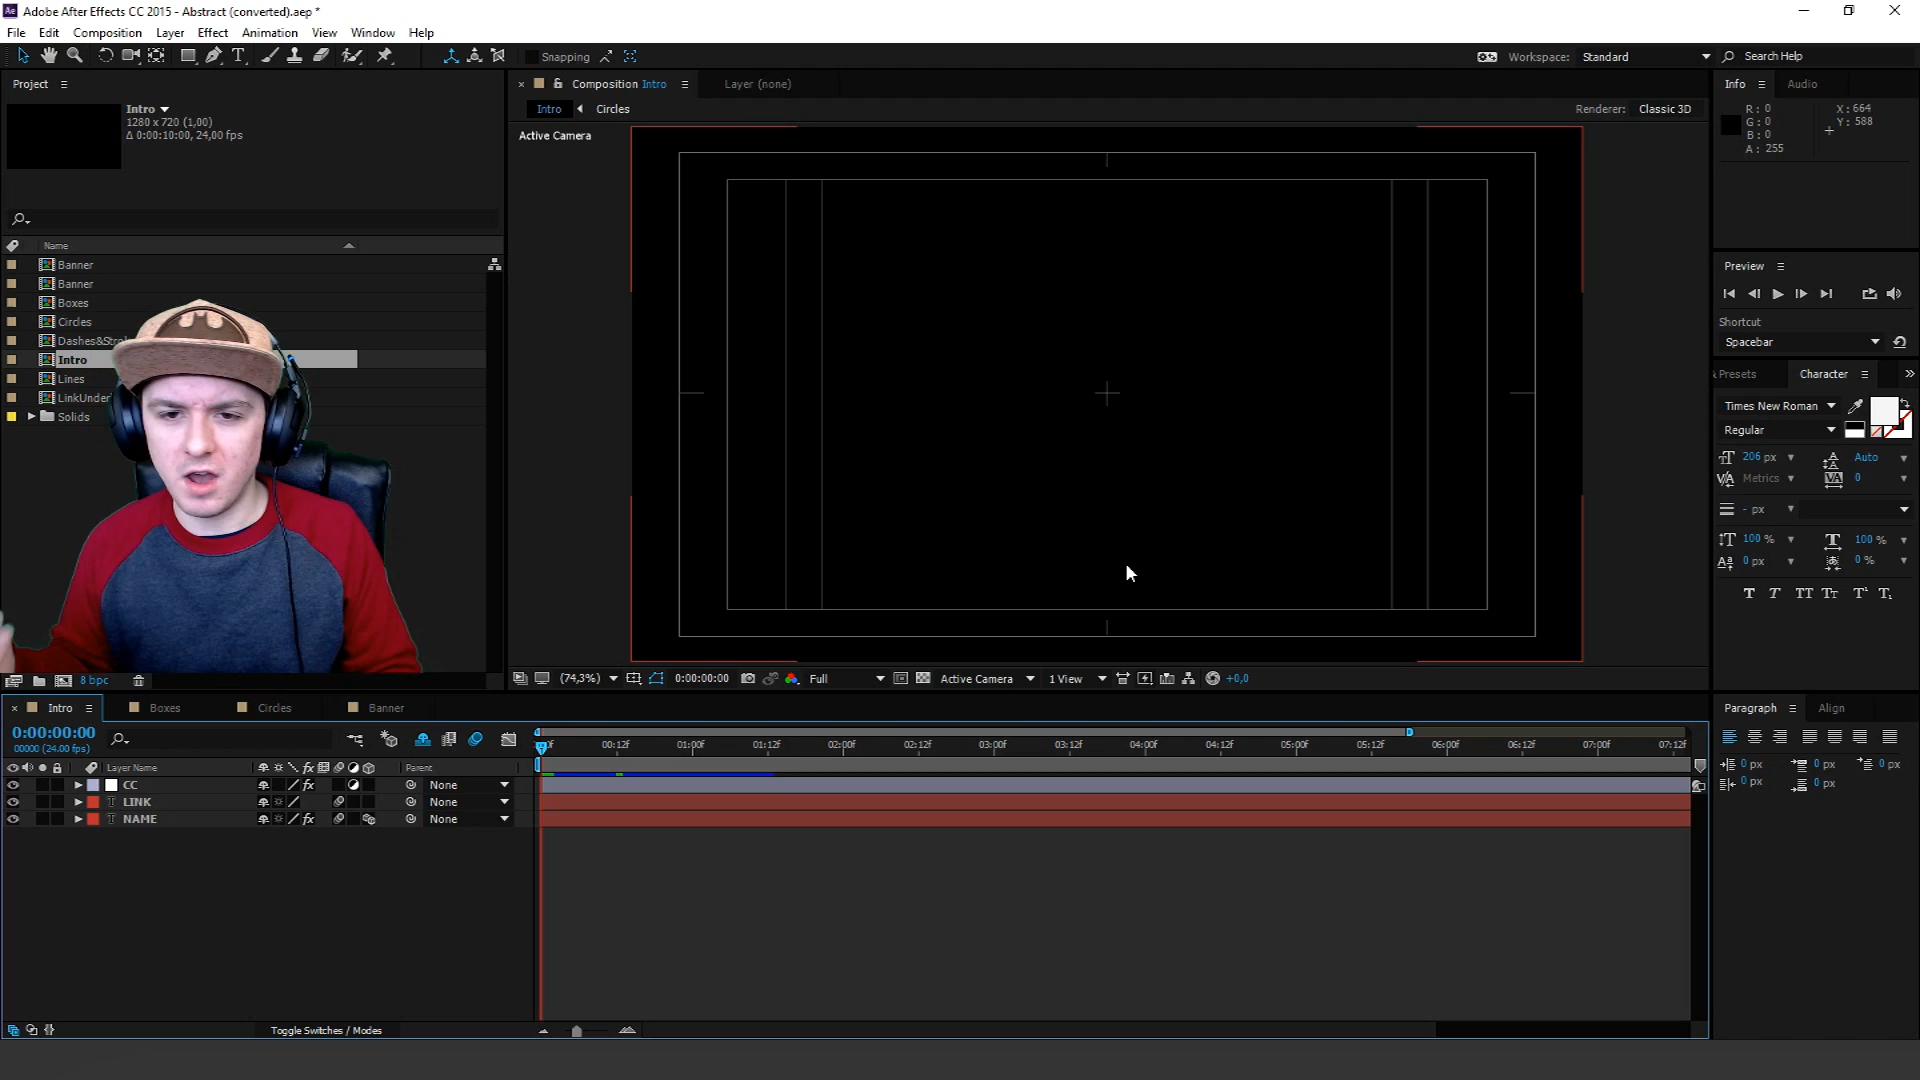 Adobe After Effects CC 2015 - Abstract (converted).aep *
File Edit Composition Layer Effect Animation View Window Help
Snapping
Workspace: Standard
Search Help
Project
Intro
1280 x 720 (1,00)
Δ 0:00:10:00, 24,00 fps
Name
Banner
Banner
Boxes
Circles
Dashes&Stro
Intro
Lines
LinkUnder
Solids
8 bpc
Composition Intro
Layer (none)
Intro
Circles
Renderer: Classic 3D
Active Camera
(74,3%)
0:00:00:00
Full
Active Camera
1 View
+0,0
Info
Audio
R: 0
G: 0
B: 0
A: 255
X: 664
Y: 588
Preview
Shortcut
Spacebar
& Presets
Character
Times New Roman
Regular
206 px
Auto
Metrics
0
- px
100 %
100 %
0 px
0 %
Paragraph
Align
0 px
0 px
0 px
0 px
0 px
Intro
Boxes
Circles
Banner
0:00:00:00
00000 (24.00 fps)
00:12f 01:00f 01:12f 02:00f 02:12f 03:00f 03:12f 04:00f 04:12f 05:00f 05:12f 06:00f 06:12f 07:00f 07:12f
Layer Name
Parent
CC
None
LINK
None
NAME
None
Toggle Switches / Modes